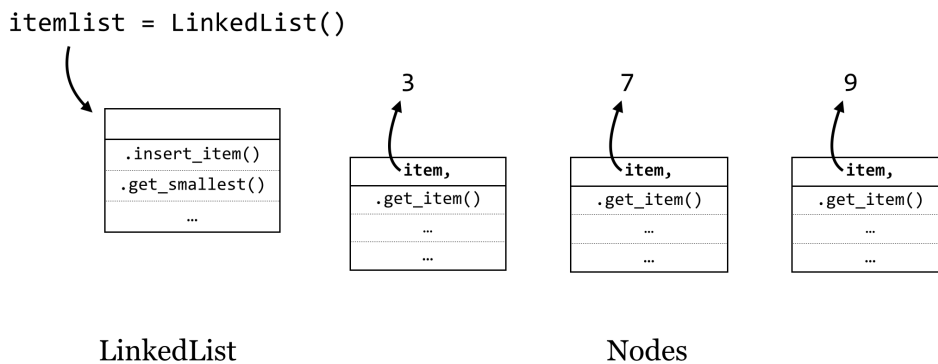 itemlist = LinkedList()
3
7
9
.insert_item()
.get_smallest()
…
item,
.get_item()
…
…
item,
.get_item()
…
…
item,
.get_item()
…
…
LinkedList
Nodes